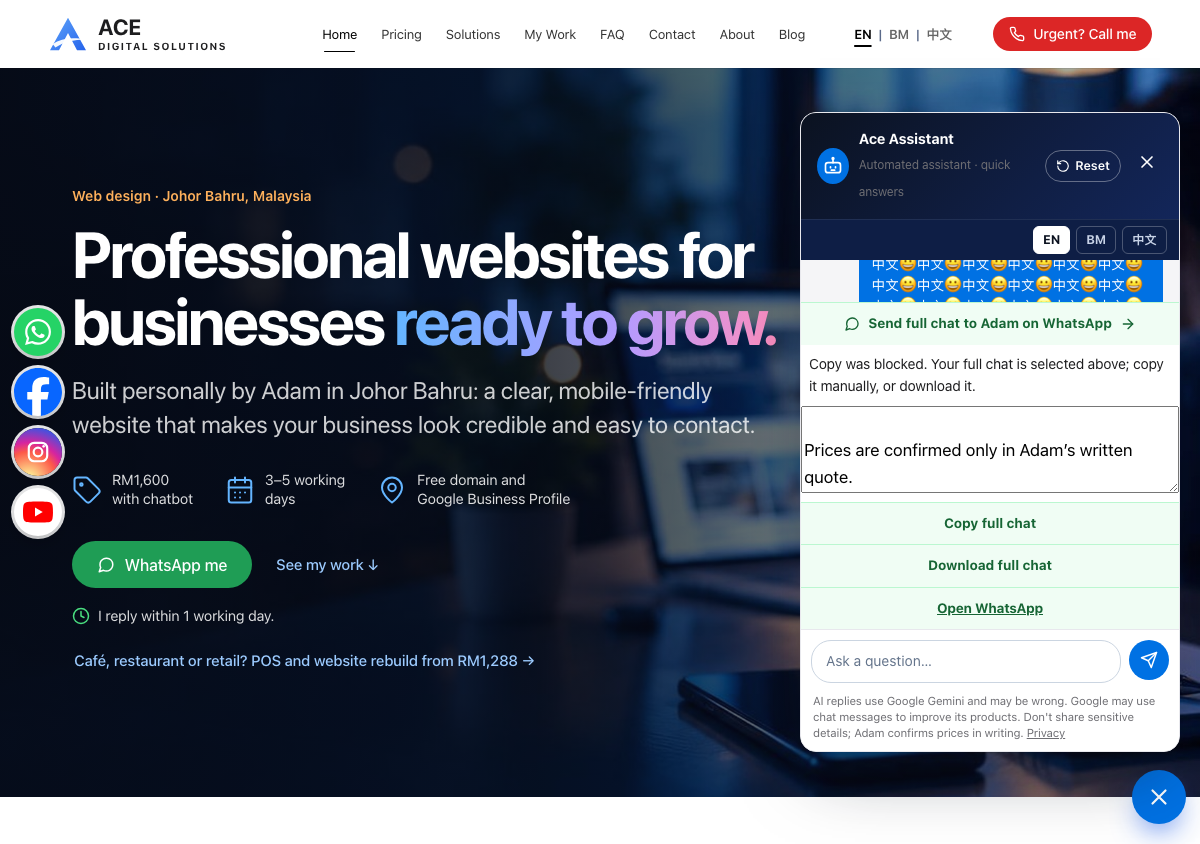 ACE
DIGITAL SOLUTIONS
Home
Pricing
Solutions
My Work
FAQ
Contact
About
Blog
EN | BM | 中文
Urgent? Call me
Web design · Johor Bahru, Malaysia
Professional websites for
businesses ready to grow.
Built personally by Adam in Johor Bahru: a clear, mobile-friendly
website that makes your business look credible and easy to contact.
RM1,600
with chatbot
3–5 working
days
Free domain and
Google Business Profile
WhatsApp me
See my work ↓
I reply within 1 working day.
Café, restaurant or retail? POS and website rebuild from RM1,288 →
Ace Assistant
Automated assistant · quick
answers
Reset
EN
BM
中文
中文😀中文😀中文😀中文😀中文😀中文😀
中文😀中文😀中文😀中文😀中文😀中文😀
Send full chat to Adam on WhatsApp →
Copy was blocked. Your full chat is selected above; copy
it manually, or download it.
Prices are confirmed only in Adam’s written
quote.
Copy full chat
Download full chat
Open WhatsApp
Ask a question…
AI replies use Google Gemini and may be wrong. Google may use
chat messages to improve its products. Don't share sensitive
details; Adam confirms prices in writing. Privacy